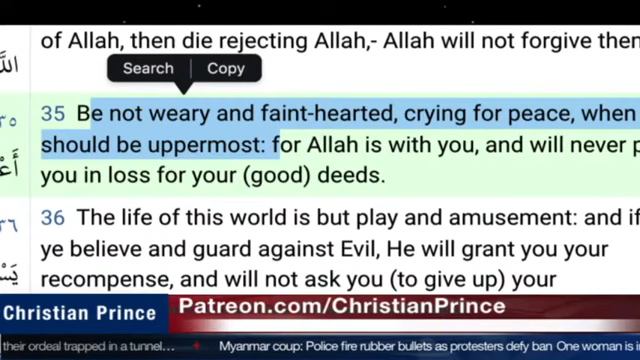 of Allah, then die rejecting Allah,- Allah will not forgive them
Search Copy
35 Be not weary and faint-hearted, crying for peace, when
should be uppermost: for Allah is with you, and will never p
you in loss for your (good) deeds.
36 The life of this world is but play and amusement: and if
ye believe and guard against Evil, He will grant you your
recompense, and will not ask you (to give up) your
Christian Prince
Patreon.com/ChristianPrince
their ordeal trapped in a tunnel... Myanmar coup: Police fire rubber bullets as protesters defy ban One woman is i